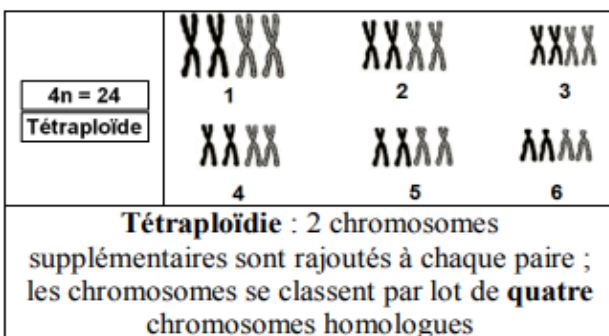 4n = 24
Tétraploïde
1 2 3
4 5 6
Tétraploïdie : 2 chromosomes
supplémentaires sont rajoutés à chaque paire ;
les chromosomes se classent par lot de quatre
chromosomes homologues